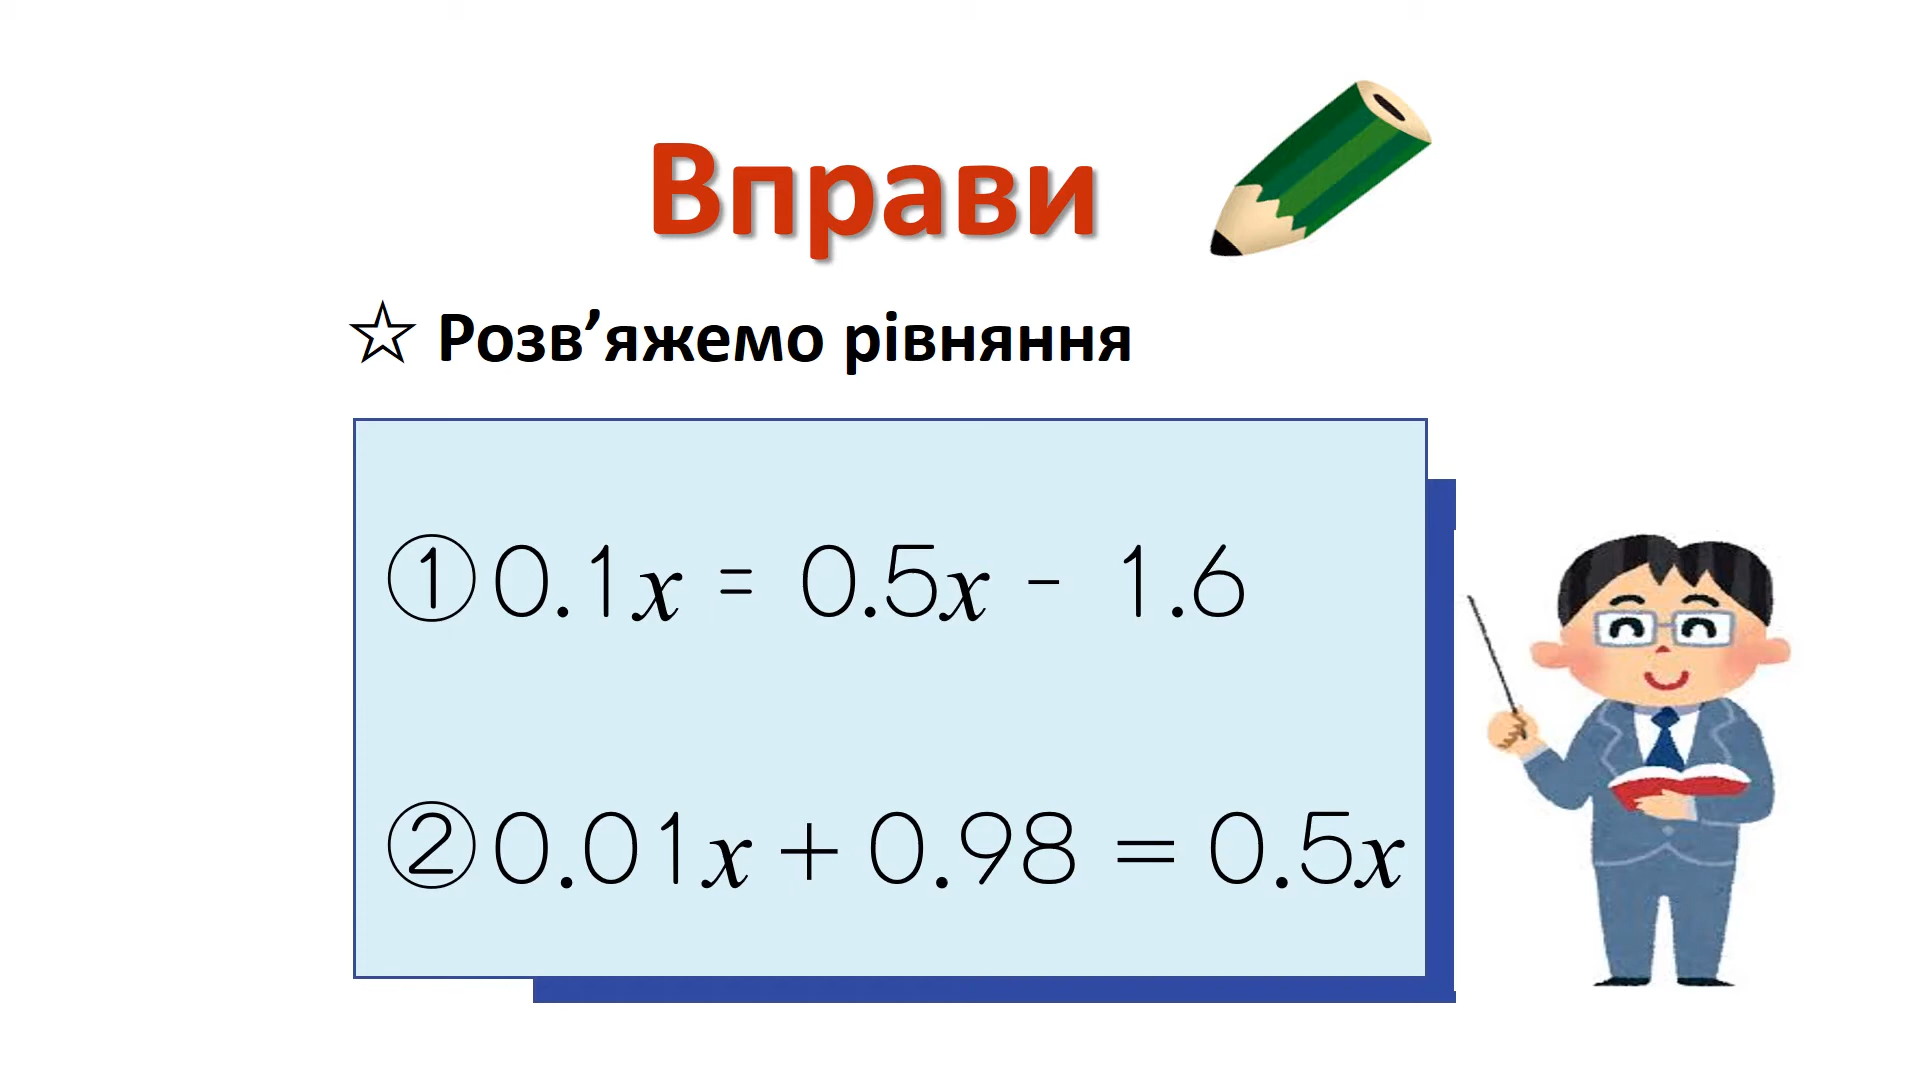 Вправи
☆ Розв’яжемо рівняння
①0.1x = 0.5x - 1.6
②0.01x + 0.98 = 0.5x